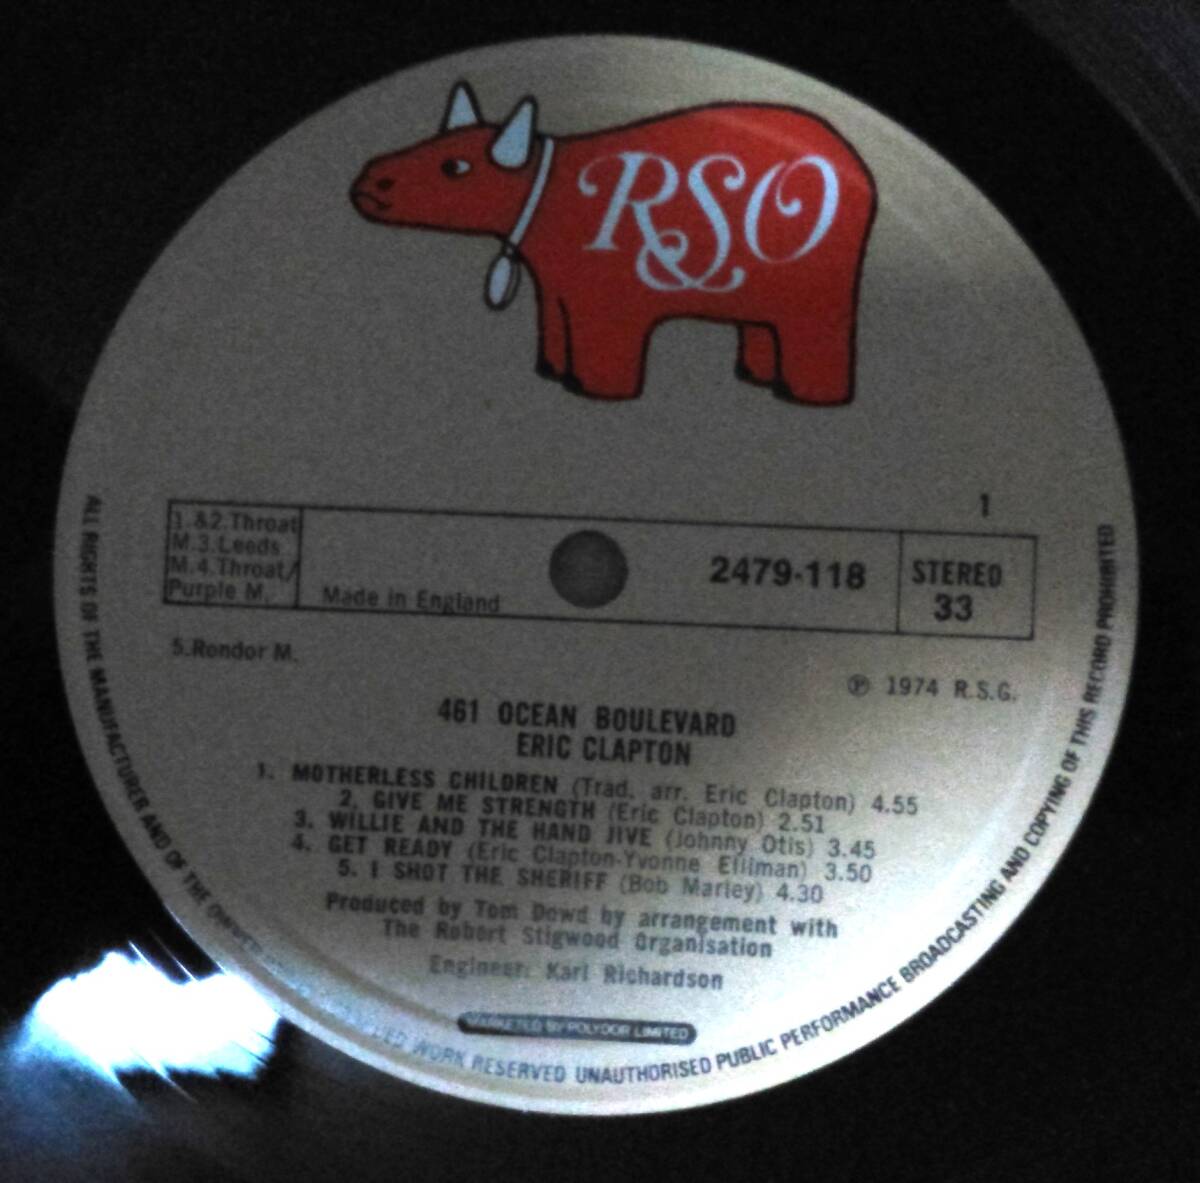 RSO
1
1.&2.Throat
M.3.Leeds
M.4.Throat/
Purple M.
Made in England
2479·118
STEREO
33
5.Rondor M.
℗ 1974 R.S.G.
461 OCEAN BOULEVARD
ERIC CLAPTON
1. MOTHERLESS CHILDREN (Trad. arr. Eric Clapton) 4.55
2. GIVE ME STRENGTH (Eric Clapton) 2.51
3. WILLIE AND THE HAND JIVE (Johnny Otis) 3.45
4. GET READY (Eric Clapton-Yvonne Elliman) 3.50
5. I SHOT THE SHERIFF (Bob Marley) 4.30
Produced by Tom Dowd by arrangement with
The Robert Stigwood Organisation
Engineer: Karl Richardson
MARKETED BY POLYDOR LIMITED
ALL RIGHTS OF THE MANUFACTURER AND OF THE OWNER WORK RESERVED UNAUTHORISED PUBLIC PERFORMANCE BROADCASTING AND COPYING OF THIS RECORD PROHIBITED